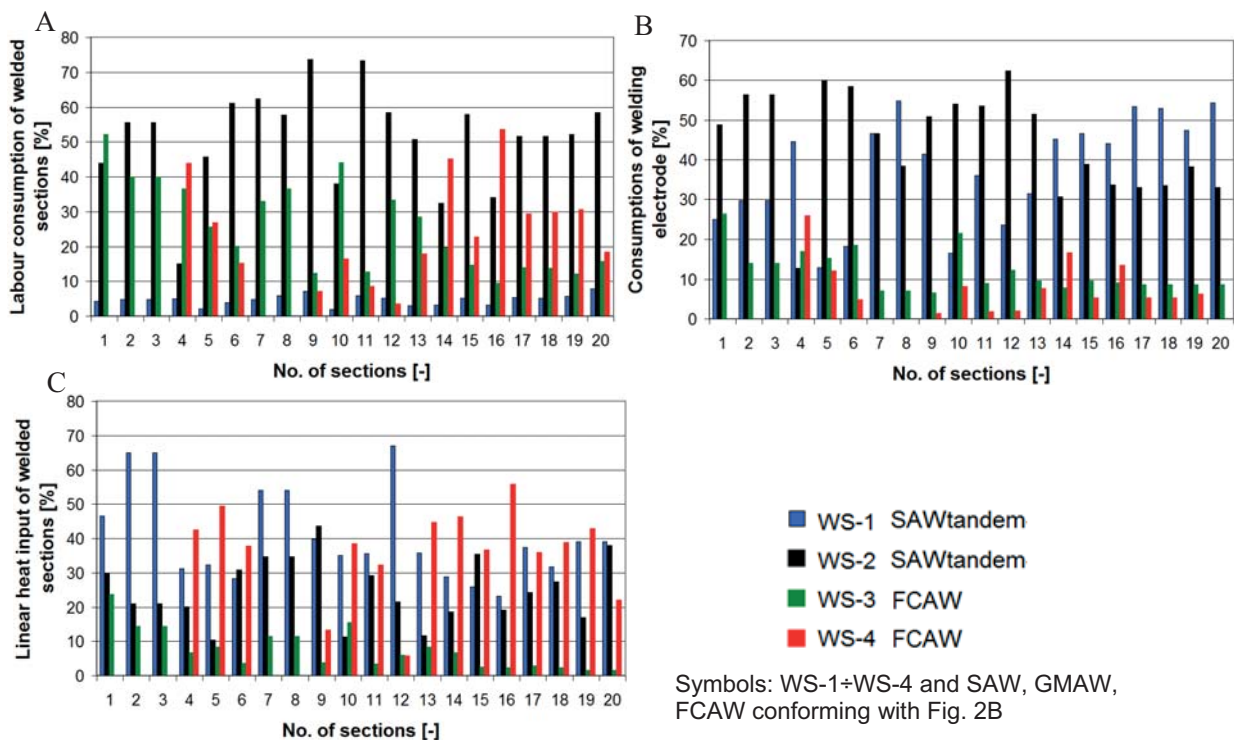 A
Labour consumption of welded
sections [%]
80
70
60
50
40
30
20
10
0
1 2 3 4 5 6 7 8 9 10 11 12 13 14 15 16 17 18 19 20
No. of sections [-]
B
Consumptions of welding
electrode [%]
70
60
50
40
30
20
10
0
1 2 3 4 5 6 7 8 9 10 11 12 13 14 15 16 17 18 19 20
No. of sections [-]
C
Linear heat input of welded
sections [%]
80
70
60
50
40
30
20
10
0
1 2 3 4 5 6 7 8 9 10 11 12 13 14 15 16 17 18 19 20
No. of sections [-]
WS-1 SAWtandem
WS-2 SAWtandem
WS-3 FCAW
WS-4 FCAW
Symbols: WS-1÷WS-4 and SAW, GMAW,
FCAW conforming with Fig. 2B